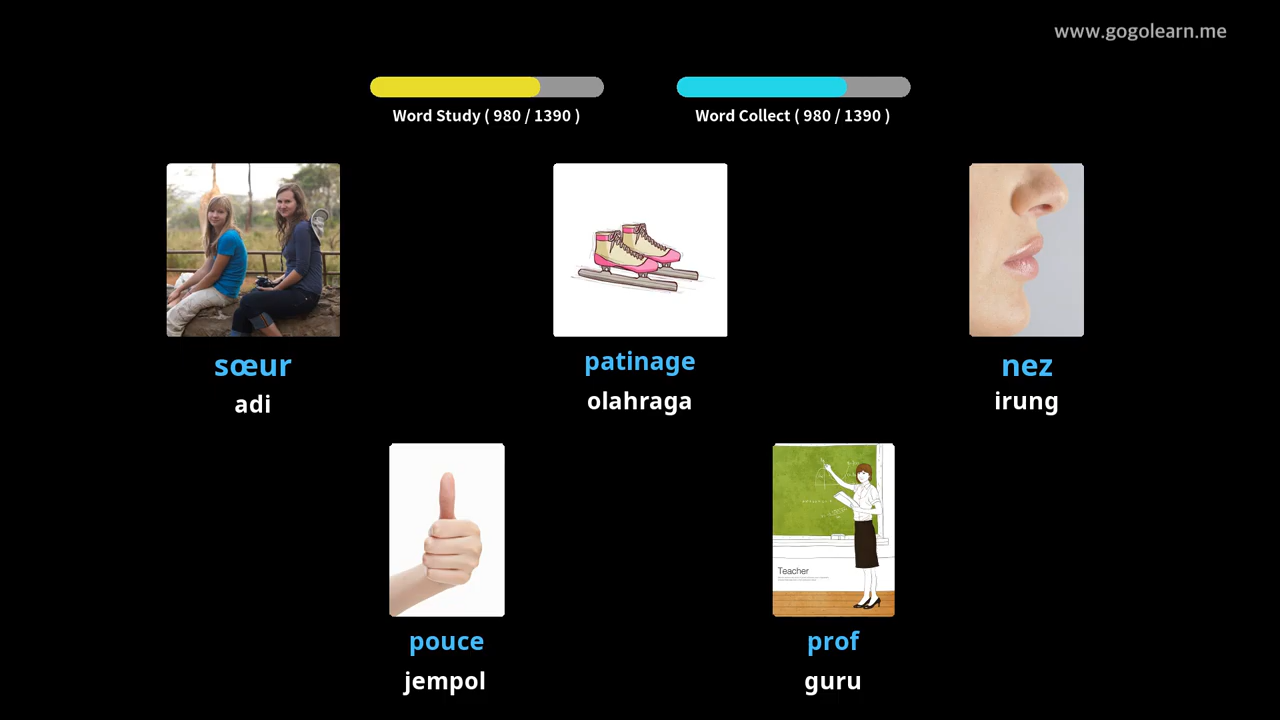 www.gogolearn.me
Word Study ( 980 / 1390 )
Word Collect ( 980 / 1390 )
sœur
adi
patinage
olahraga
nez
irung
pouce
jempol
Teacher
prof
guru